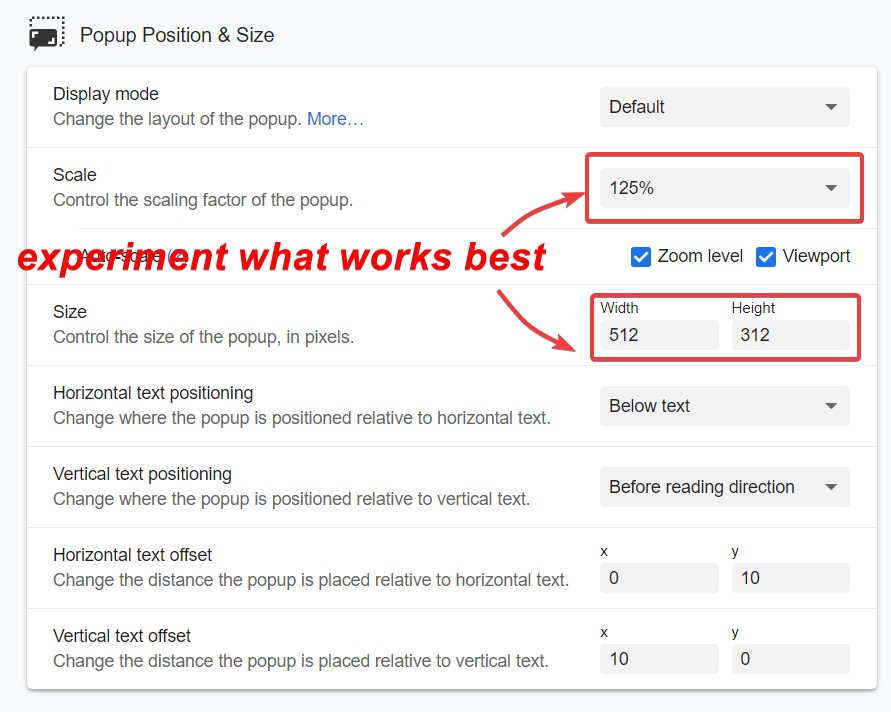 Popup Position & Size
Display mode
Change the layout of the popup. More…
Default
Scale
Control the scaling factor of the popup.
125%
experiment what works best
Auto-scale (?)
Zoom level
Viewport
Size
Control the size of the popup, in pixels.
Width
Height
512
312
Horizontal text positioning
Change where the popup is positioned relative to horizontal text.
Below text
Vertical text positioning
Change where the popup is positioned relative to vertical text.
Before reading direction
Horizontal text offset
Change the distance the popup is placed relative to horizontal text.
x
y
0
10
Vertical text offset
Change the distance the popup is placed relative to vertical text.
x
y
10
0